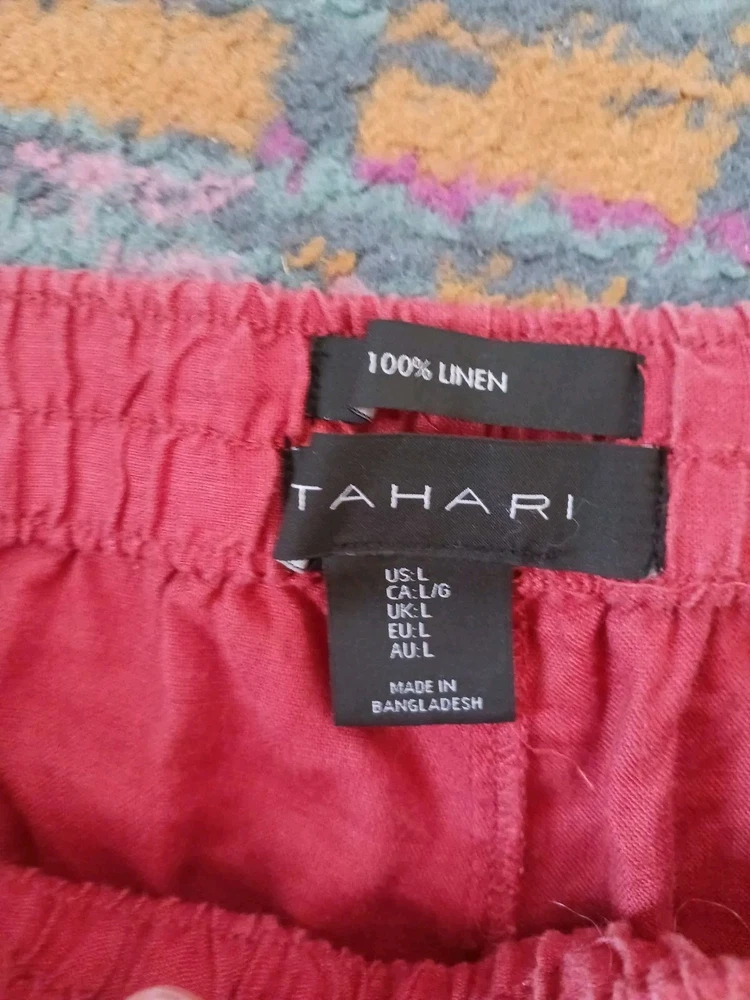 100% LINEN
TAHARI
US:L
CA:L/G
UK:L
EU:L
AU:L
MADE IN
BANGLADESH